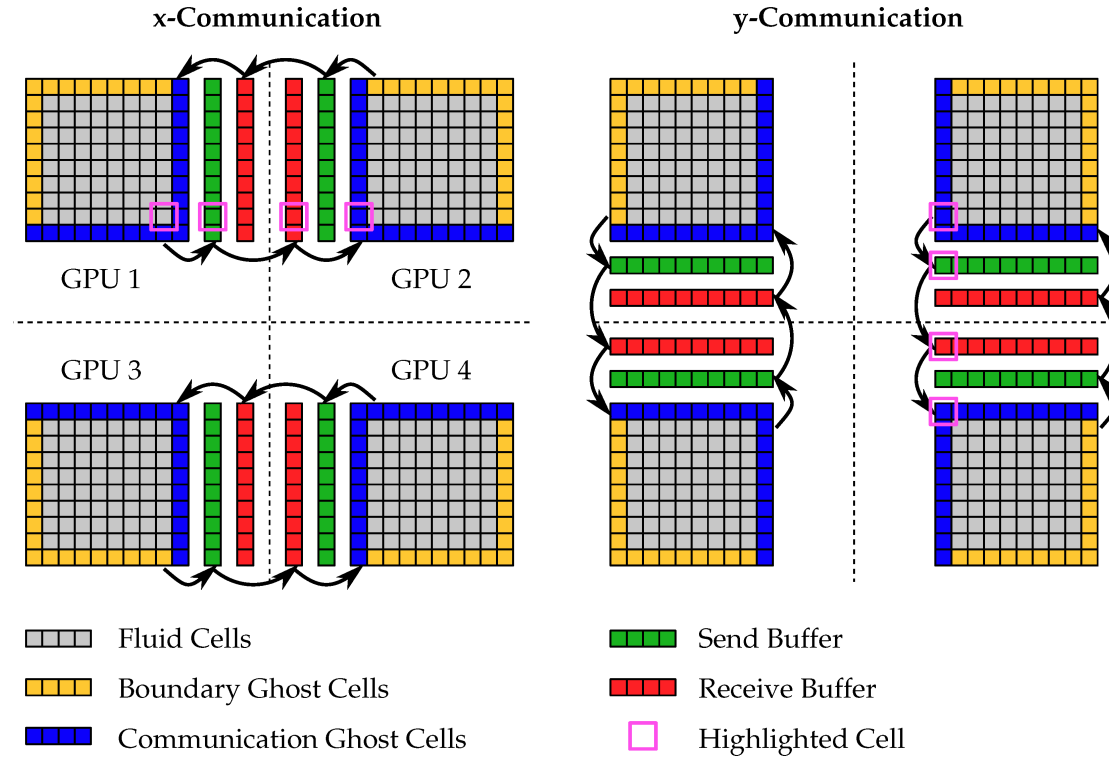 x-Communication
y-Communication
GPU 1
GPU 2
GPU 3
GPU 4
Fluid Cells
Boundary Ghost Cells
Communication Ghost Cells
Send Buffer
Receive Buffer
Highlighted Cell